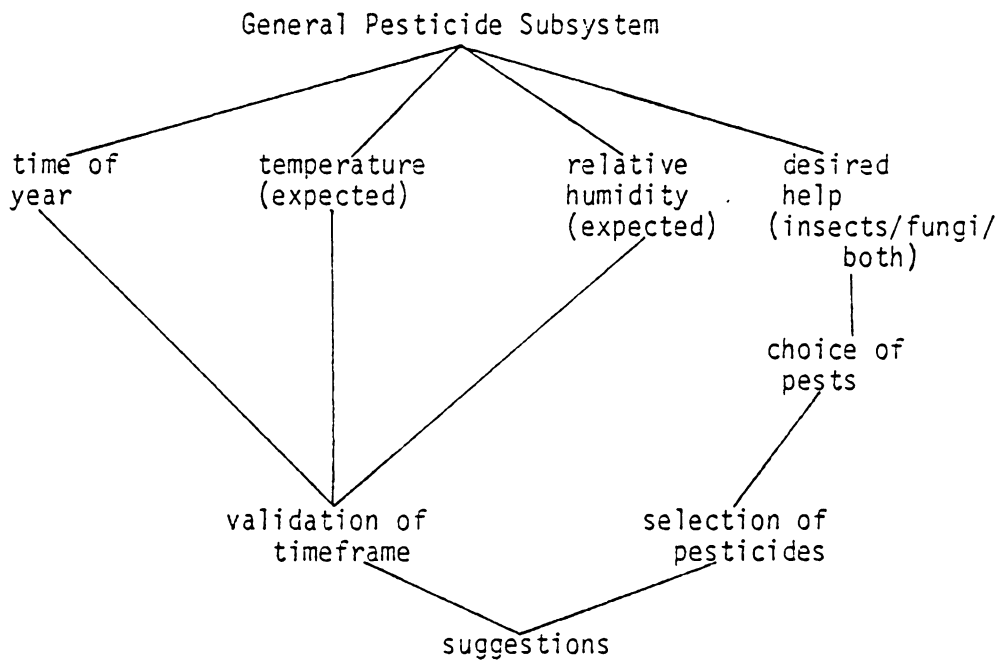 General Pesticide Subsystem
time of
year
temperature
(expected)
relative
humidity
(expected)
desired
help
(insects/fungi/
both)
choice of
pests
validation of
timeframe
selection of
pesticides
suggestions